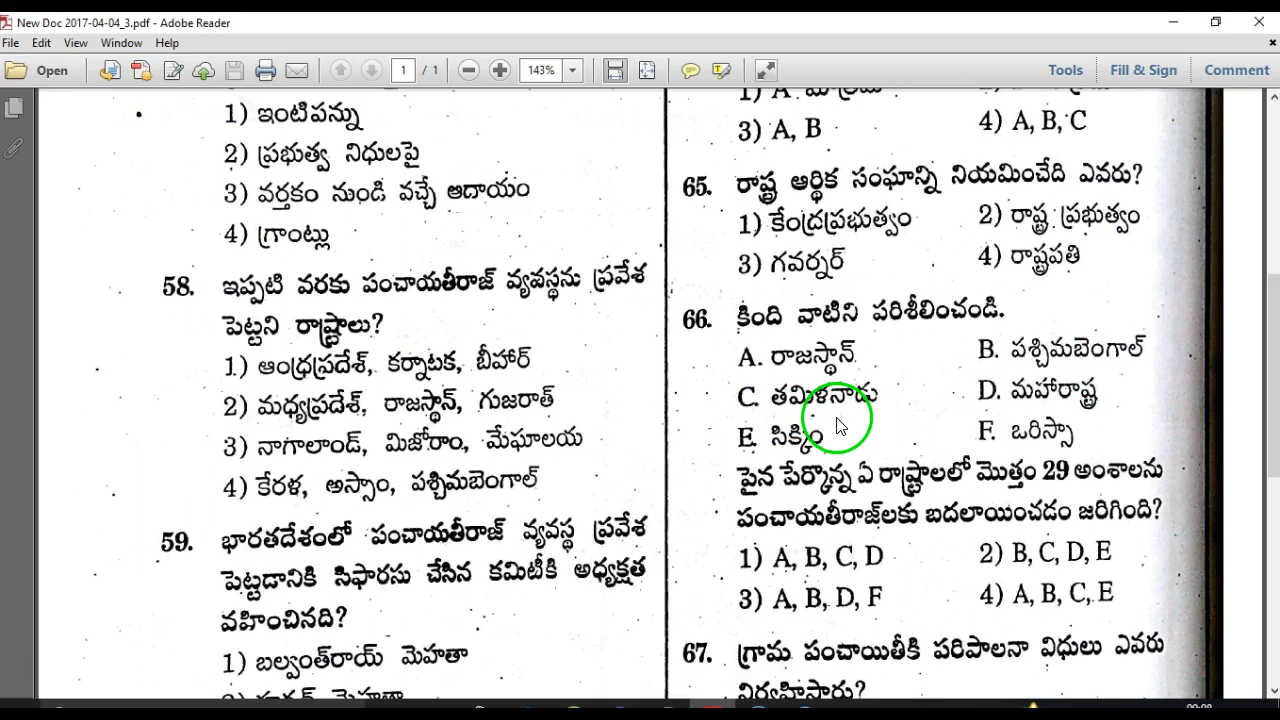 New Doc 2017-04-04_3.pdf - Adobe Reader
File Edit View Window Help
Open 1 / 1 143% Tools Fill & Sign Comment
1) ఇంటిపన్ను
2) ప్రభుత్వ నిధులపై
3) వర్తకం నుండి వచ్చే ఆదాయం
4) గ్రాంట్లు
58. ఇప్పటి వరకు పంచాయతీరాజ్ వ్యవస్థను ప్రవేశ
పెట్టని రాష్ట్రాలు?
1) ఆంధ్రప్రదేశ్, కర్నాటక, బీహార్
2) మధ్యప్రదేశ్, రాజస్థాన్, గుజరాత్
3) నాగాలాండ్, మిజోరాం, మేఘాలయ
4) కేరళ, అస్సాం, పశ్చిమబెంగాల్
59. భారతదేశంలో పంచాయతీరాజ్ వ్యవస్థ ప్రవేశ
పెట్టడానికి సిఫారసు చేసిన కమిటీకి అధ్యక్షత
వహించినది?
1) బల్వంత్‌రాయ్ మెహతా
3) A, B 4) A, B, C
65. రాష్ట్ర ఆర్థిక సంఘాన్ని నియమించేది ఎవరు?
1) కేంద్రప్రభుత్వం 2) రాష్ట్ర ప్రభుత్వం
3) గవర్నర్ 4) రాష్ట్రపతి
66. కింది వాటిని పరిశీలించండి.
A. రాజస్థాన్ B. పశ్చిమబెంగాల్
C. తమిళనాడు D. మహారాష్ట్ర
E. సిక్కిం F. ఒరిస్సా
పైన పేర్కొన్న ఏ రాష్ట్రాలలో మొత్తం 29 అంశాలను
పంచాయతీరాజ్‌లకు బదలాయించడం జరిగింది?
1) A, B, C, D 2) B, C, D, E
3) A, B, D, F 4) A, B, C, E
67. గ్రామ పంచాయితీకి పరిపాలనా విధులు ఎవరు
నిర్వహిస్తారు?